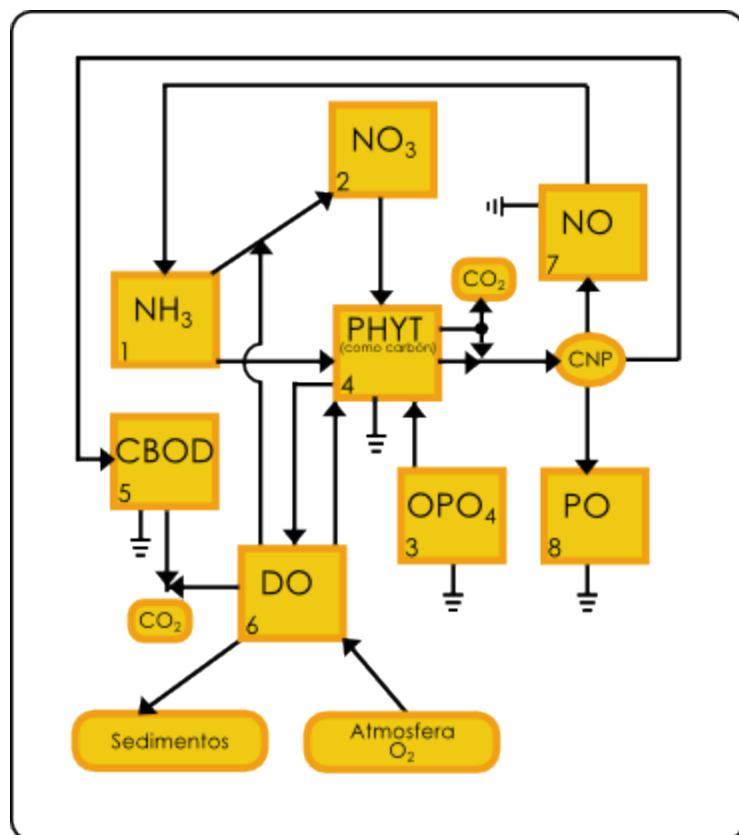 NO₃
2
NO
7
CO₂
NH₃
1
PHYT
(como carbón)
4
CNP
CBOD
5
OPO₄
3
PO
8
DO
6
CO₂
Sedimentos
Atmosfera
O₂